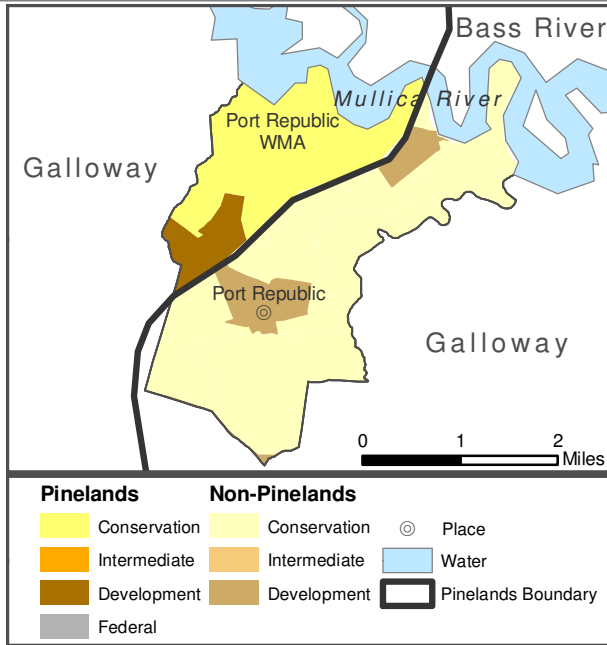 Bass River
Mullica River
Port Republic
WMA
Galloway
Port Republic
Galloway
0 1 2
Miles
Pinelands
Conservation
Intermediate
Development
Federal
Non-Pinelands
Conservation
Intermediate
Development
Place
Water
Pinelands Boundary